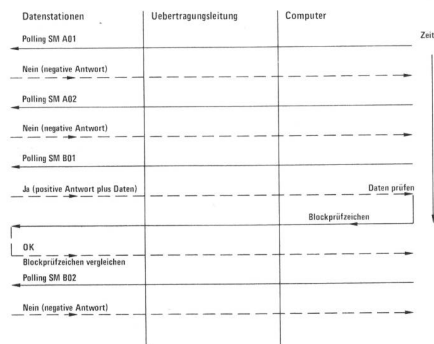 Datenstationen Uebertragungsleitung Computer
Zeit
Polling SM A01
Nein (negative Antwort)
Polling SM A02
Nein (negative Antwort)
Polling SM B01
Ja (positive Antwort plus Daten) Daten prüfen
Blockprüfzeichen
OK
Blockprüfzeichen vergleichen
Polling SM B02
Nein (negative Antwort)